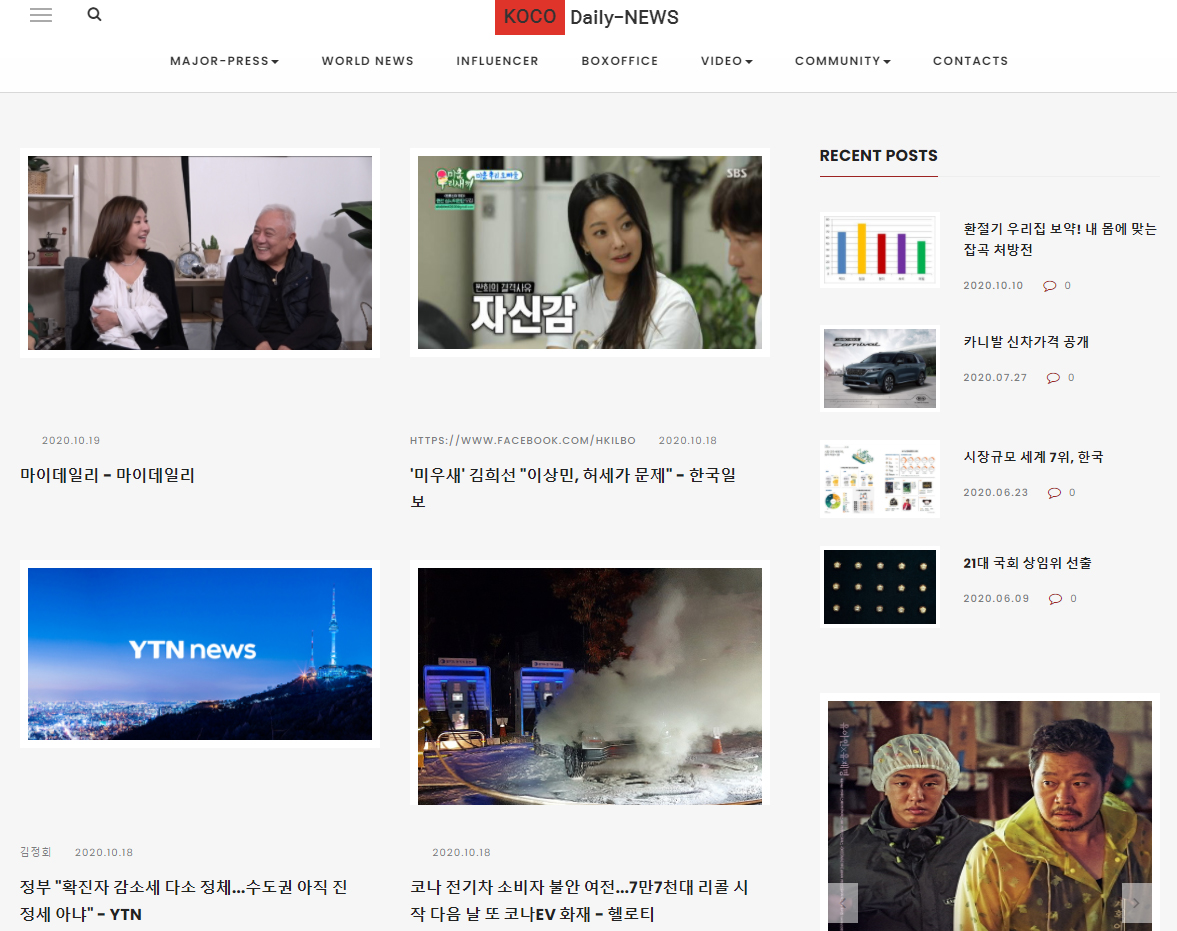 KOCO Daily-NEWS
MAJOR-PRESS
WORLD NEWS
INFLUENCER
BOXOFFICE
VIDEO
COMMUNITY
CONTACTS
SBS
반희의 결격사유
자신감
2020.10.19
마이데일리 - 마이데일리
HTTPS://WWW.FACEBOOK.COM/HKILBO 2020.10.18
'미우새' 김희선 "이상민, 허세가 문제" - 한국일
보
YTN news
김정회 2020.10.18
정부 "확진자 감소세 다소 정체...수도권 아직 진
정세 아냐" - YTN
2020.10.18
코나 전기차 소비자 불안 여전...7만7천대 리콜 시
작 다음 날 또 코나EV 화재 - 헬로티
RECENT POSTS
환절기 우리집 보약! 내 몸에 맞는
잡곡 처방전
2020.10.10 0
Carnival
카니발 신차가격 공개
2020.07.27 0
시장규모 세계 7위, 한국
2020.06.23 0
21대 국회 상임위 선출
2020.06.09 0